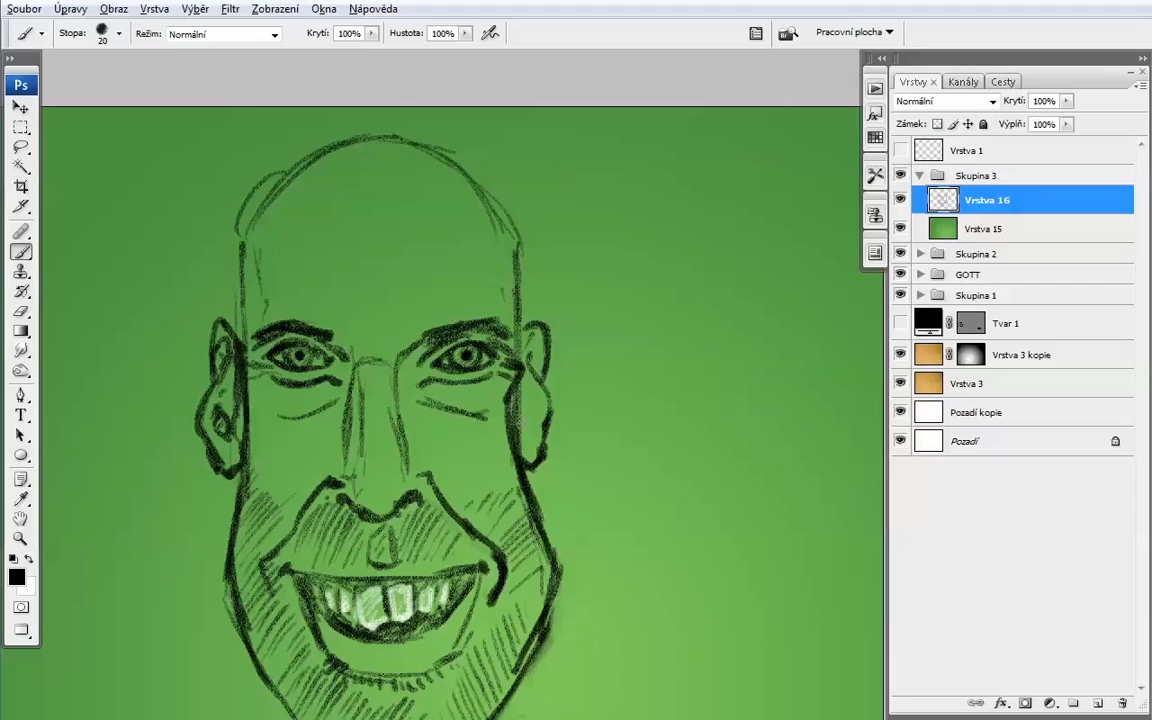 Soubor Úpravy Obraz Vrstva Výběr Filtr Zobrazení Okna Nápověda
Stopa: 20 Režim: Normální Krytí: 100% Hustota: 100% Pracovní plocha
Ps
Vrstvy × Kanály Cesty
Normální Krytí: 100%
Zámek: Výplň: 100%
Vrstva 1
Skupina 3
Vrstva 16
Vrstva 15
Skupina 2
GOTT
Skupina 1
Tvar 1
Vrstva 3 kopie
Vrstva 3
Pozadí kopie
Pozadí